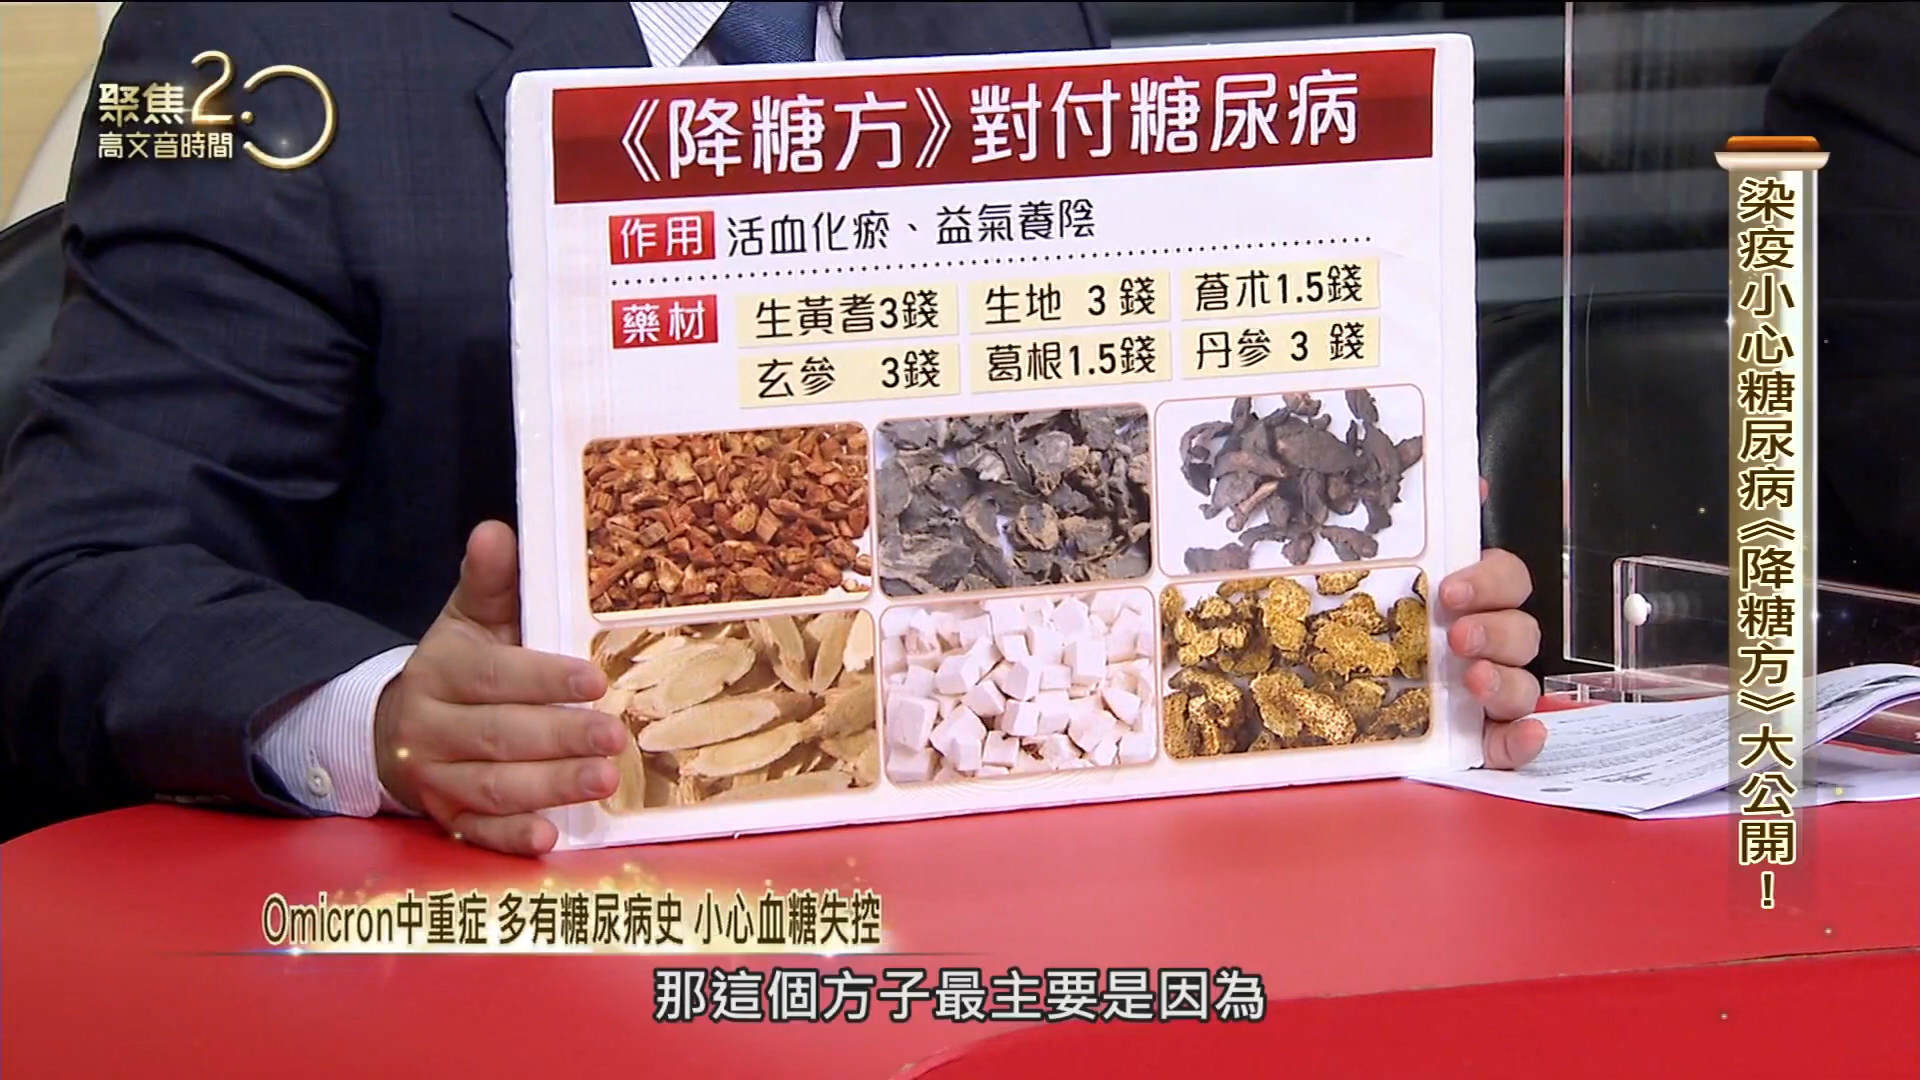 聚焦2.0
高文音時間
《降糖方》對付糖尿病
作用 活血化瘀、益氣養陰
藥材 生黃耆3錢 生地 3錢 蒼朮1.5錢
玄參 3錢 葛根1.5錢 丹參 3 錢
染疫小心糖尿病《降糖方》大公開！
Omicron中重症 多有糖尿病史 小心血糖失控
那這個方子最主要是因為